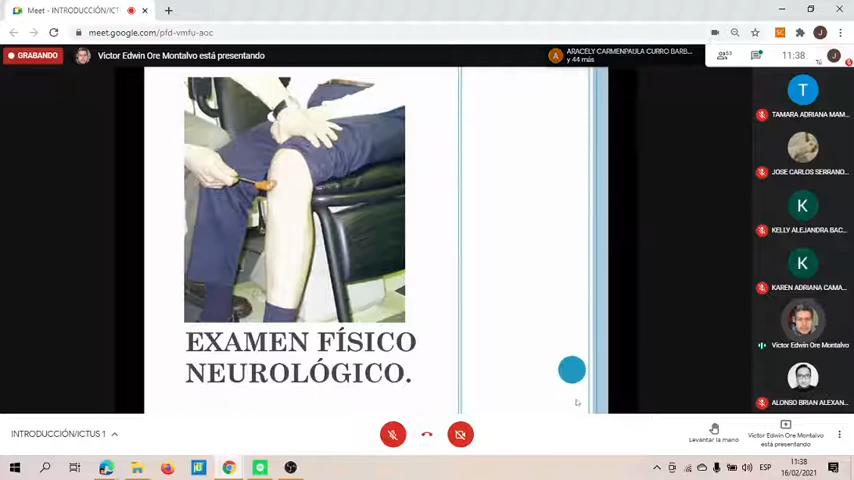 Meet - INTRODUCCIÓN/ICT
meet.google.com/pfd-vmfu-aoc
GRABANDO
Victor Edwin Ore Montalvo está presentando
A
ARACELY CARMENPAULA CURRO BARB...
y 44 más
53
11:38
Tú
J
T
TAMARA ADRIANA MAM...
JOSE CARLOS SERRANO...
K
KELLY ALEJANDRA BAC...
K
KAREN ADRIANA CAMA...
Victor Edwin Ore Montalvo
ALONSO BRIAN ALEXAN...
EXAMEN FÍSICO
NEUROLÓGICO.
INTRODUCCIÓN/ICTUS 1
Levantar la mano
Victor Edwin Ore Montalvo
está presentando
ESP
11:38
16/02/2021